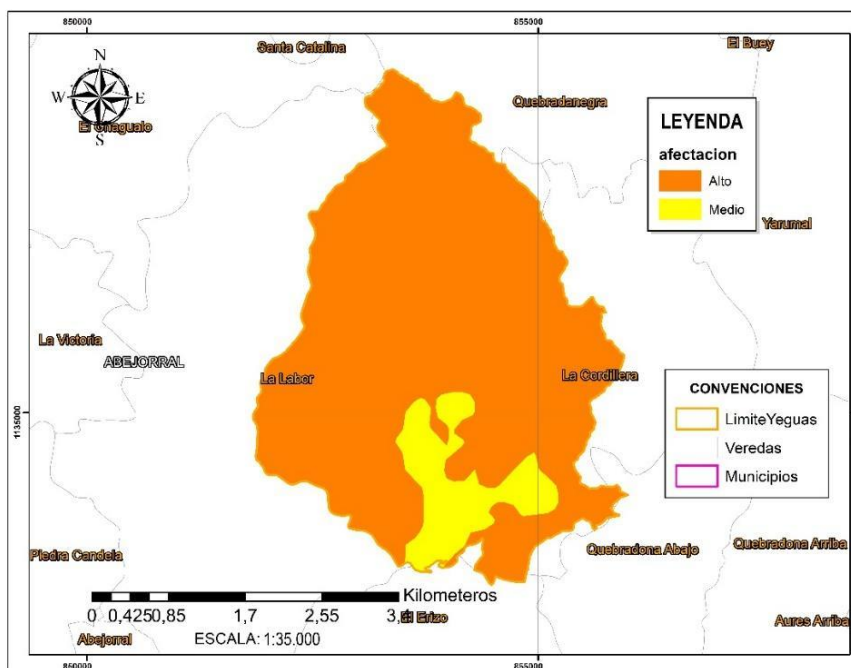 850000
855000
Santa Catalina
El Buey
N
W E
S
El Chagualo
Quebradanegra
LEYENDA
afectacion
Alto
Medio
Yarumal
La Victoria
ABEJORRAL
La Labor
La Cordillera
CONVENCIONES
LimiteYeguas
Veredas
Municipios
1135000
Piedra Candela
Quebradona Abajo
Quebradona Arriba
Kilometeros
0 0,425 0,85 1,7 2,55
El Erizo
ESCALA: 1:35.000
Aures Arriba
Abejorral
850000
855000